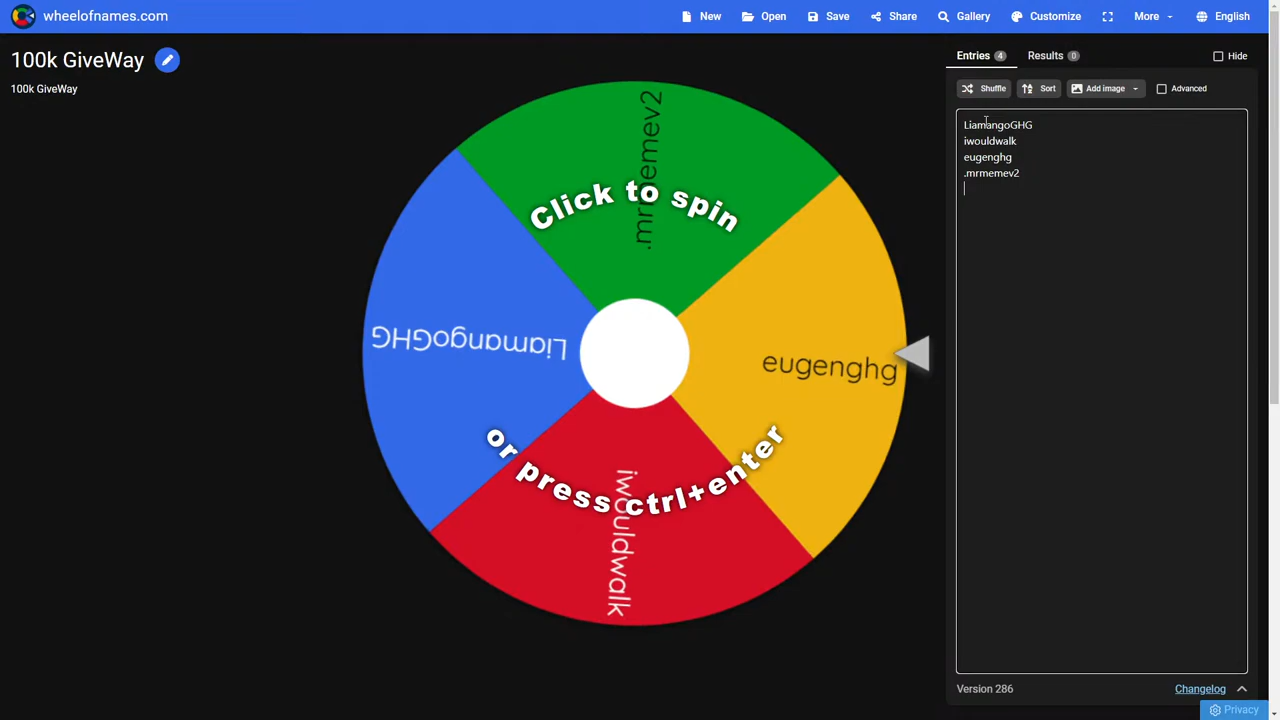 wheelofnames.com
New
Open
Save
Share
Gallery
Customize
More
English
100k GiveWay
100k GiveWay
Entries 4
Results 0
Hide
Shuffle
Sort
Add image
Advanced
LiamangoGHG
iwouldwalk
eugenghg
.mrmemev2
.mrmemev2
Click to spin
LiamangoGHG
eugenghg
or press ctrl+enter
iwouldwalk
Version 286
Changelog
Privacy